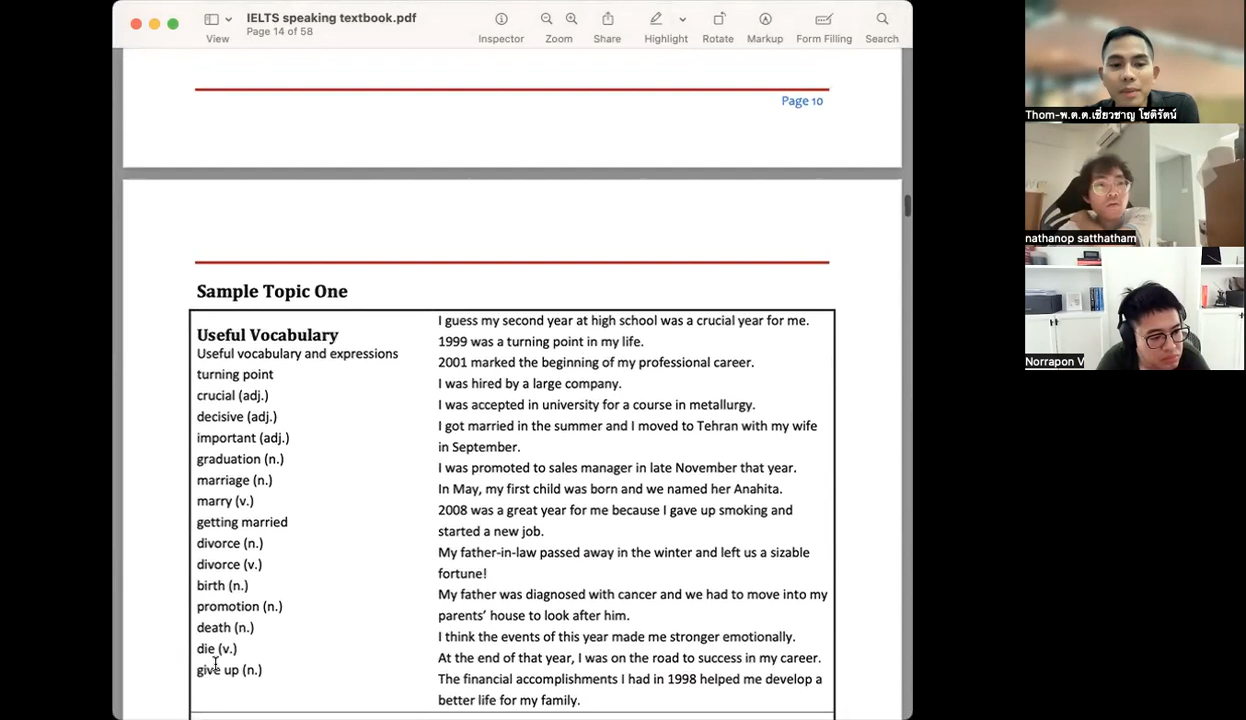 IELTS speaking textbook.pdf
Page 14 of 58
View
Inspector
Zoom
Share
Highlight
Rotate
Markup
Form Filling
Search
Page 10
Sample Topic One
Useful Vocabulary
Useful vocabulary and expressions
turning point
crucial (adj.)
decisive (adj.)
important (adj.)
graduation (n.)
marriage (n.)
marry (v.)
getting married
divorce (n.)
divorce (v.)
birth (n.)
promotion (n.)
death (n.)
die (v.)
give up (n.)
I guess my second year at high school was a crucial year for me.
1999 was a turning point in my life.
2001 marked the beginning of my professional career.
I was hired by a large company.
I was accepted in university for a course in metallurgy.
I got married in the summer and I moved to Tehran with my wife
in September.
I was promoted to sales manager in late November that year.
In May, my first child was born and we named her Anahita.
2008 was a great year for me because I gave up smoking and
started a new job.
My father-in-law passed away in the winter and left us a sizable
fortune!
My father was diagnosed with cancer and we had to move into my
parents' house to look after him.
I think the events of this year made me stronger emotionally.
At the end of that year, I was on the road to success in my career.
The financial accomplishments I had in 1998 helped me develop a
better life for my family.
Thom-พ.ต.ต.เชี่ยวชาญ โชติรัตน์
nathanop satthatham
Norrapon V